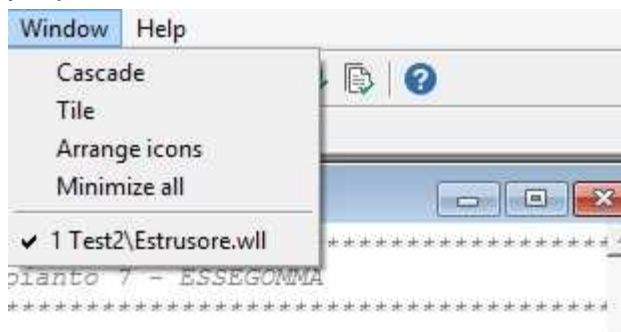 Window Help
Cascade
Tile
Arrange icons
Minimize all
✔ 1 Test2\Estrusore.wll
************************
pianto 7 - ESSEGOMMA
****************************************